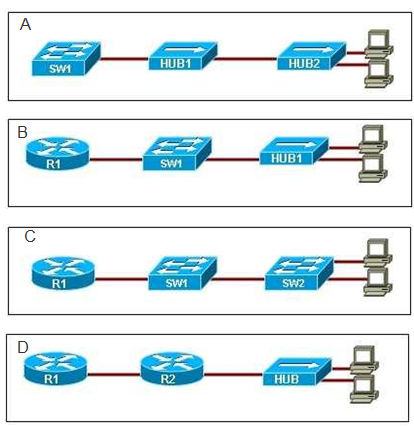 A
SW1 HUB1 HUB2
B
R1 SW1 HUB1
C
R1 SW1 SW2
D
R1 R2 HUB